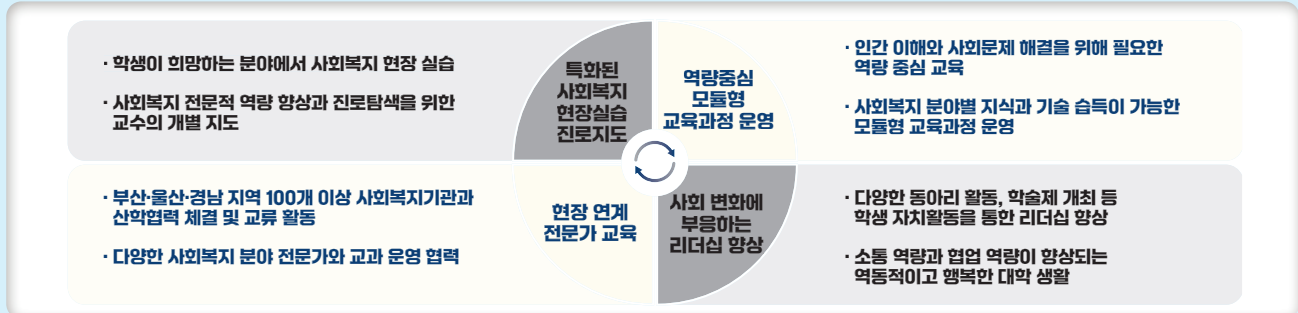 · 학생이 희망하는 분야에서 사회복지 현장 실습
· 사회복지 전문적 역량 향상과 진로탐색을 위한
교수의 개별 지도
특화된
사회복지
현장실습
진로지도
역량중심
모듈형
교육과정 운영
· 인간 이해와 사회문제 해결을 위해 필요한
역량 중심 교육
· 사회복지 분야별 지식과 기술 습득이 가능한
모듈형 교육과정 운영
· 부산·울산·경남 지역 100개 이상 사회복지기관과
산학협력 체결 및 교류 활동
· 다양한 사회복지 분야 전문가와 교과 운영 협력
현장 연계
전문가 교육
사회 변화에
부응하는
리더십 향상
· 다양한 동아리 활동, 학술제 개최 등
학생 자치활동을 통한 리더십 향상
· 소통 역량과 협업 역량이 향상되는
역동적이고 행복한 대학 생활